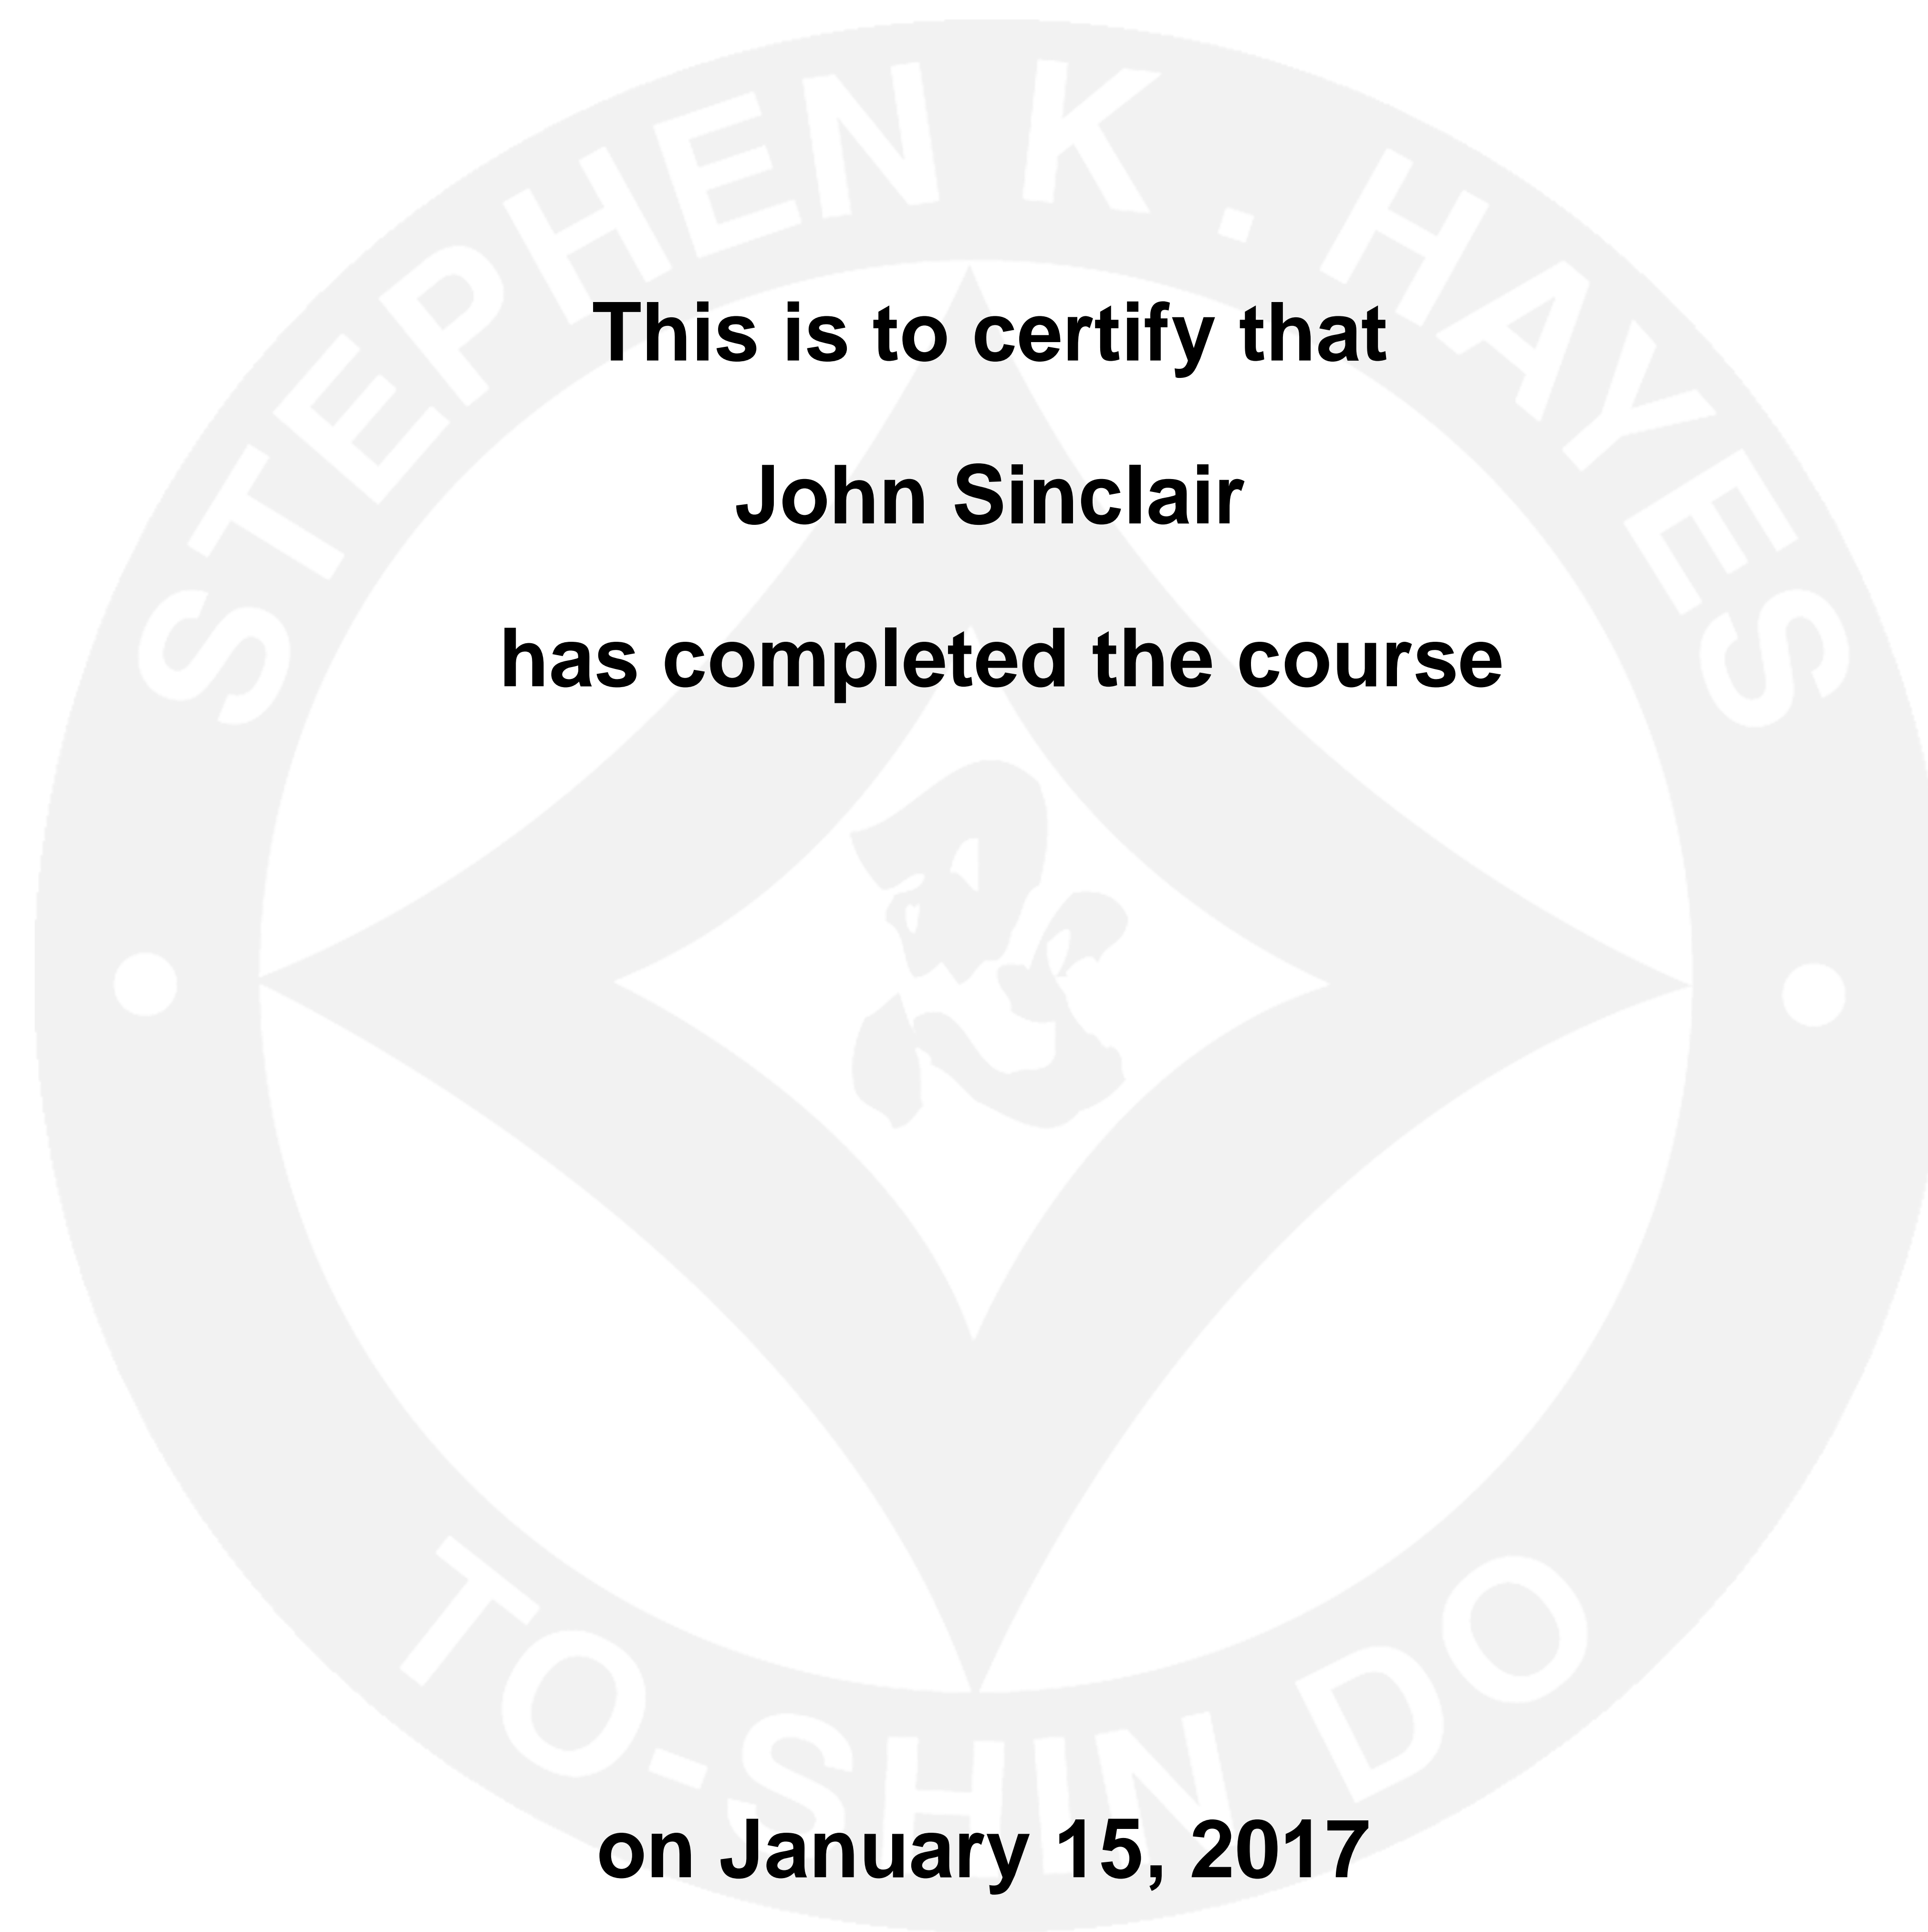 STEPHEN K. HAYES
This is to certify that
John Sinclair
has completed the course
忍
TO-SHIN DO
on January 15, 2017